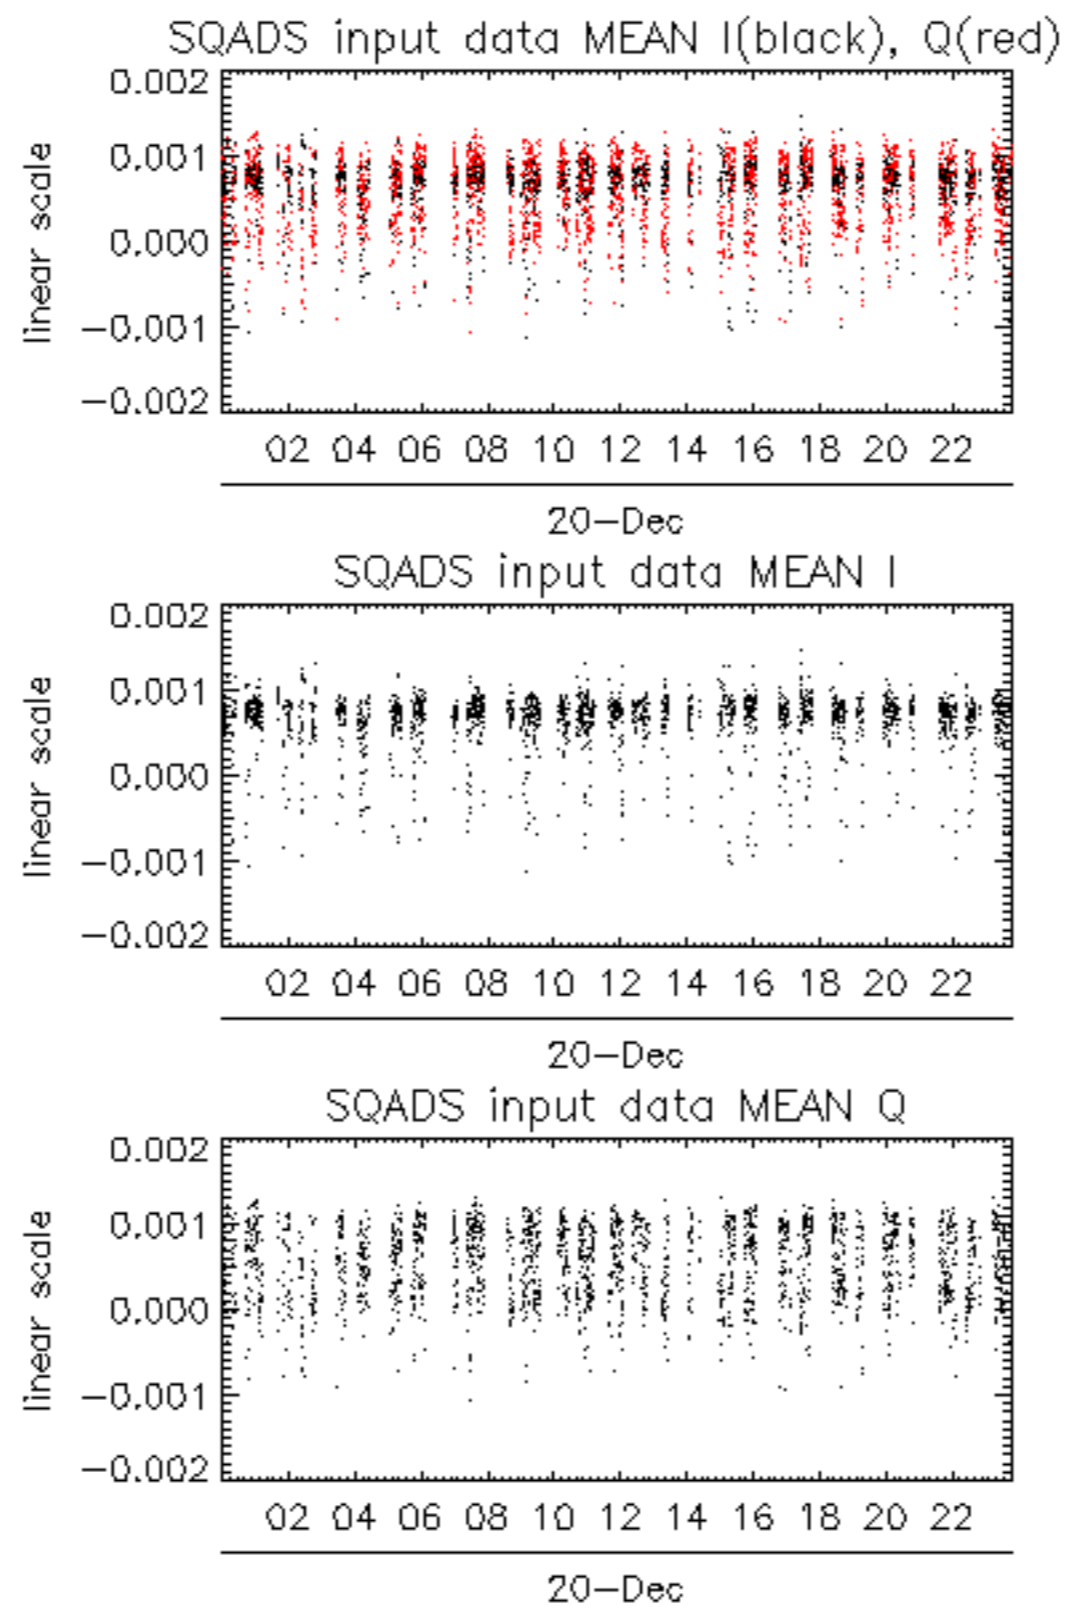 SQADS input data MEAN I(black), Q(red)
0.002
0.001
0.000
−0.001
−0.002
linear scale
02 04 06 08 10 12 14 16 18 20 22
20−Dec
SQADS input data MEAN I
0.002
0.001
0.000
−0.001
−0.002
linear scale
02 04 06 08 10 12 14 16 18 20 22
20−Dec
SQADS input data MEAN Q
0.002
0.001
0.000
−0.001
−0.002
linear scale
02 04 06 08 10 12 14 16 18 20 22
20−Dec